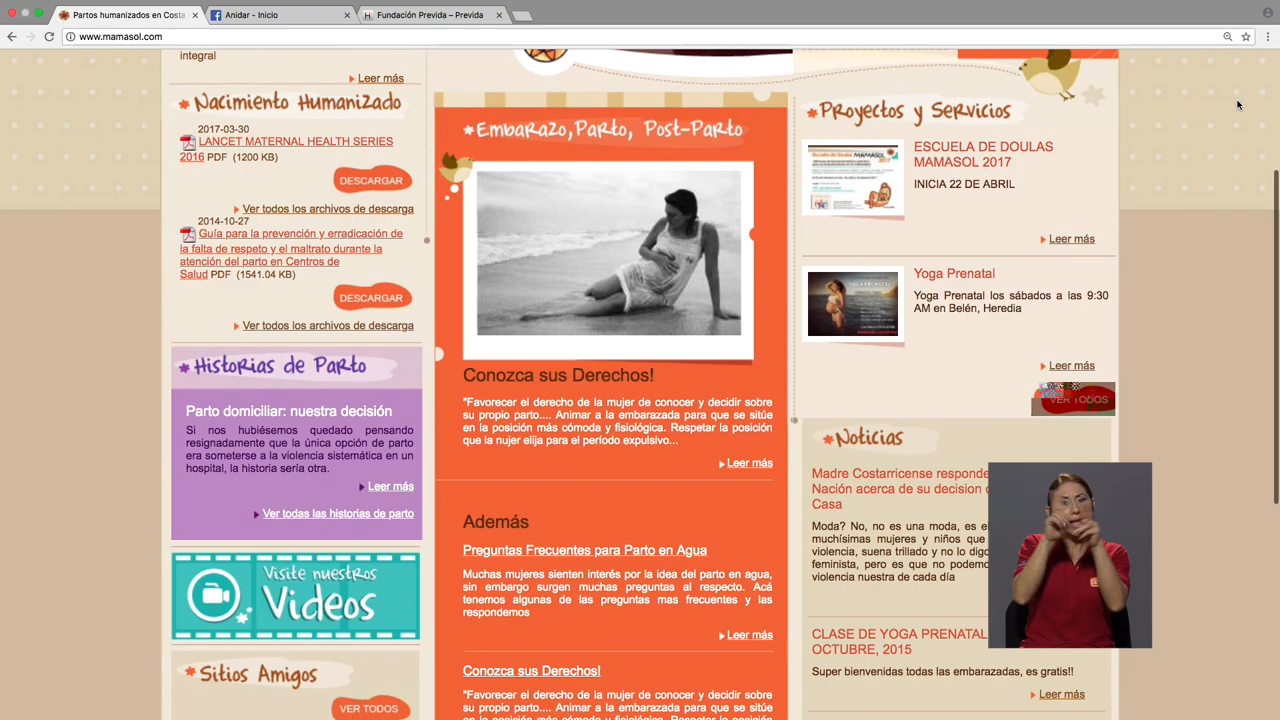 Partos humanizados en Costa
Anidar - Inicio
Fundación Previda – Previda
www.mamasol.com
integral
Leer más
Nacimiento Humanizado
2017-03-30
LANCET MATERNAL HEALTH SERIES
2016 PDF (1200 KB)
DESCARGAR
Ver todos los archivos de descarga
2014-10-27
Guía para la prevención y erradicación de
la falta de respeto y el maltrato durante la
atención del parto en Centros de
Salud PDF (1541.04 KB)
DESCARGAR
Ver todos los archivos de descarga
Historias de Parto
Parto domiciliar: nuestra decisión
Si nos hubiésemos quedado pensando
resignadamente que la única opción de parto
era someterse a la violencia sistemática en un
hospital, la historia sería otra.
Leer más
Ver todas las historias de parto
Visite nuestros
Videos
Sitios Amigos
VER TODOS
Embarazo,Parto, Post-Parto
Conozca sus Derechos!
"Favorecer el derecho de la mujer de conocer y decidir sobre
su propio parto.... Animar a la embarazada para que se sitúe
en la posición más cómoda y fisiológica. Respetar la posición
que la nujer elija para el período expulsivo...
Leer más
Además
Preguntas Frecuentes para Parto en Agua
Muchas mujeres sienten interés por la idea del parto en agua,
sin embargo surgen muchas preguntas al respecto. Acá
tenemos algunas de las preguntas mas frecuentes y las
respondemos
Leer más
Conozca sus Derechos!
"Favorecer el derecho de la mujer de conocer y decidir sobre
su propio parto.... Animar a la embarazada para que se sitúe
en la posición más cómoda y fisiológica. Respetar la posición
Proyectos y Servicios
ESCUELA DE DOULAS
MAMASOL 2017
INICIA 22 DE ABRIL
Leer más
Yoga Prenatal
Yoga Prenatal los sábados a las 9:30
AM en Belén, Heredia
Leer más
VER TODOS
Noticias
Madre Costarricense responde
Nación acerca de su decision
Casa
Moda? No, no es una moda, es el
muchísimas mujeres y niños que
violencia, suena trillado y no lo digo
feminista, pero es que no podemo
violencia nuestra de cada día
CLASE DE YOGA PRENATAL
OCTUBRE, 2015
Super bienvenidas todas las embarazadas, es gratis!!
Leer más